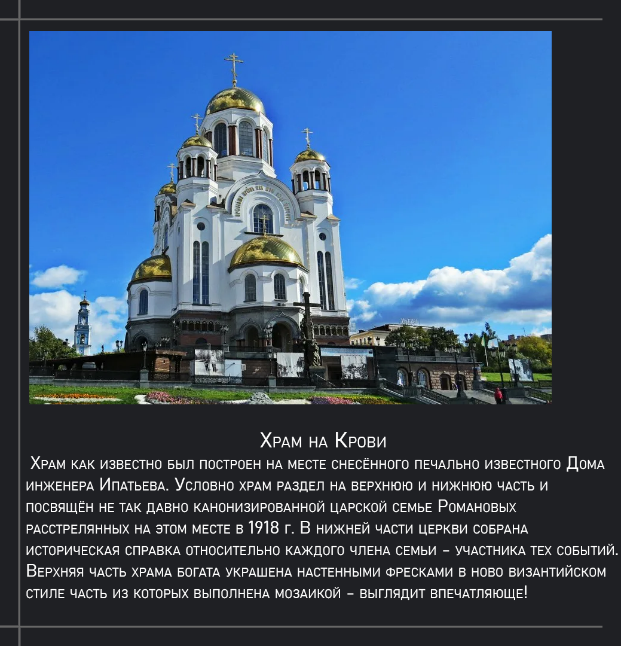 Храм на Крови
Храм как известно был построен на месте снесённого печально известного Дома
инженера Ипатьева. Условно храм раздел на верхнюю и нижнюю часть и
посвящён не так давно канонизированной царской семье Романовых
расстрелянных на этом месте в 1918 г. В нижней части церкви собрана
историческая справка относительно каждого члена семьи – участника тех событий.
Верхняя часть храма богата украшена настенными фресками в ново византийском
стиле часть из которых выполнена мозаикой – выглядит впечатляюще!